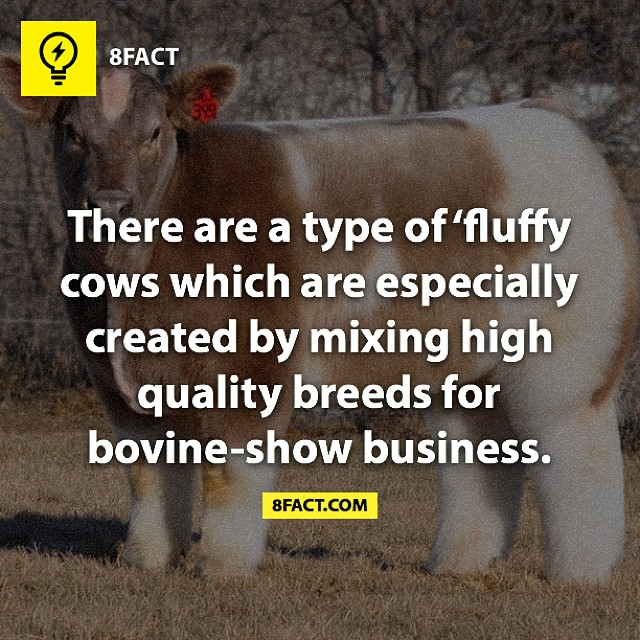 8FACT
There are a type of ‘fluffy
cows which are especially
created by mixing high
quality breeds for
bovine-show business.
8FACT.COM